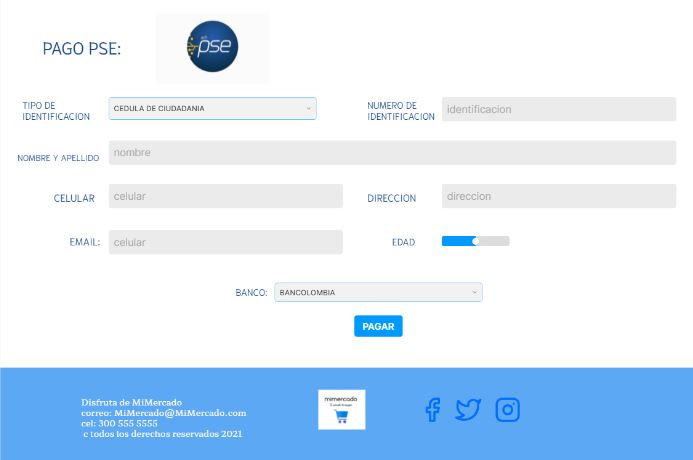 PAGO PSE:
pse
TIPO DE
IDENTIFICACION
CEDULA DE CIUDADANIA
NUMERO DE
IDENTIFICACION
identificacion
NOMBRE Y APELLIDO
nombre
CELULAR
celular
DIRECCION
direccion
EMAIL:
celular
EDAD
BANCO:
BANCOLOMBIA
PAGAR
Disfruta de MiMercado
correo: MiMercado@MiMercado.com
cel: 300 555 5555
c todos los derechos reservados 2021
mimercado